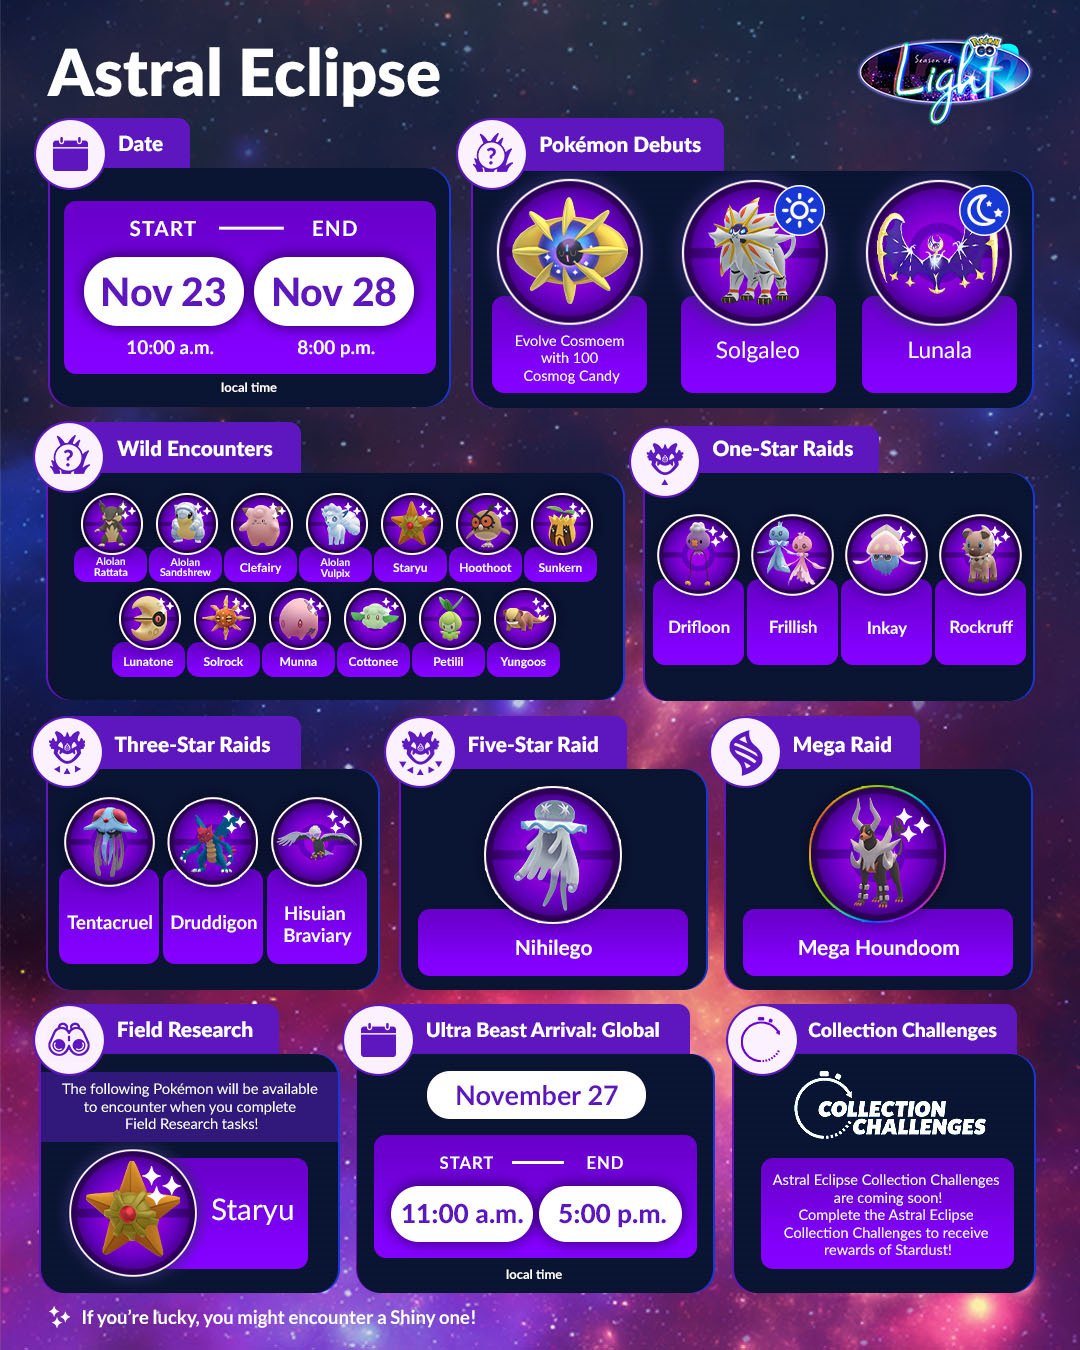 Astral Eclipse
Pokémon GO
Season of
Light
Date
START
END
Nov 23
Nov 28
10:00 a.m.
8:00 p.m.
local time
Pokémon Debuts
Evolve Cosmoem
with 100
Cosmog Candy
Solgaleo
Lunala
Wild Encounters
Alolan
Rattata
Alolan
Sandshrew
Clefairy
Alolan
Vulpix
Staryu
Hoothoot
Sunkern
Lunatone
Solrock
Munna
Cottonee
Petilil
Yungoos
One-Star Raids
Drifloon
Frillish
Inkay
Rockruff
Three-Star Raids
Tentacruel
Druddigon
Hisuian
Braviary
Five-Star Raid
Nihilego
Mega Raid
Mega Houndoom
Field Research
The following Pokémon will be available
to encounter when you complete
Field Research tasks!
Staryu
Ultra Beast Arrival: Global
November 27
START
END
11:00 a.m.
5:00 p.m.
local time
Collection Challenges
COLLECTION
CHALLENGES
Astral Eclipse Collection Challenges
are coming soon!
Complete the Astral Eclipse
Collection Challenges to receive
rewards of Stardust!
If you're lucky, you might encounter a Shiny one!